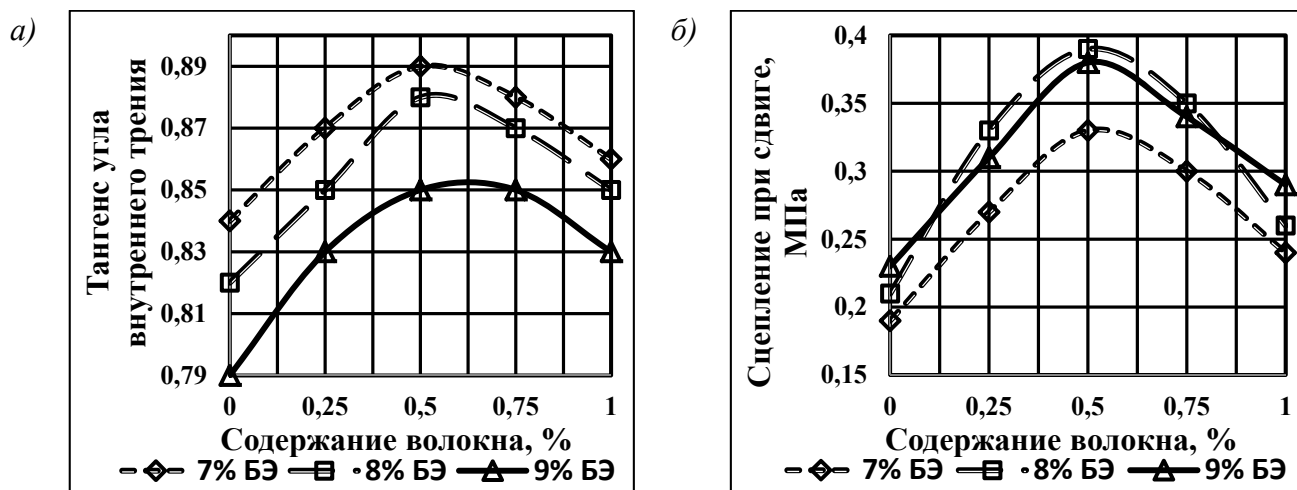 а)
Тангенс угла
внутреннего трения
0,89
0,87
0,85
0,83
0,81
0,79
0 0,25 0,5 0,75 1
Содержание волокна, %
7% БЭ 8% БЭ 9% БЭ
б)
Сцепление при сдвиге,
МПа
0,4
0,35
0,3
0,25
0,2
0,15
0 0,25 0,5 0,75 1
Содержание волокна, %
7% БЭ 8% БЭ 9% БЭ